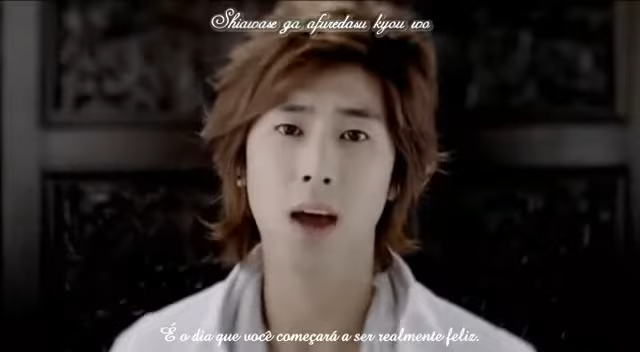 Shiawase ga afuredasu kyou wo
É o dia que você começará a ser realmente feliz.